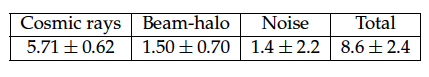 Cosmic rays Beam-halo Noise Total
5.71 ± 0.62 1.50 ± 0.70 1.4 ± 2.2 8.6 ± 2.4